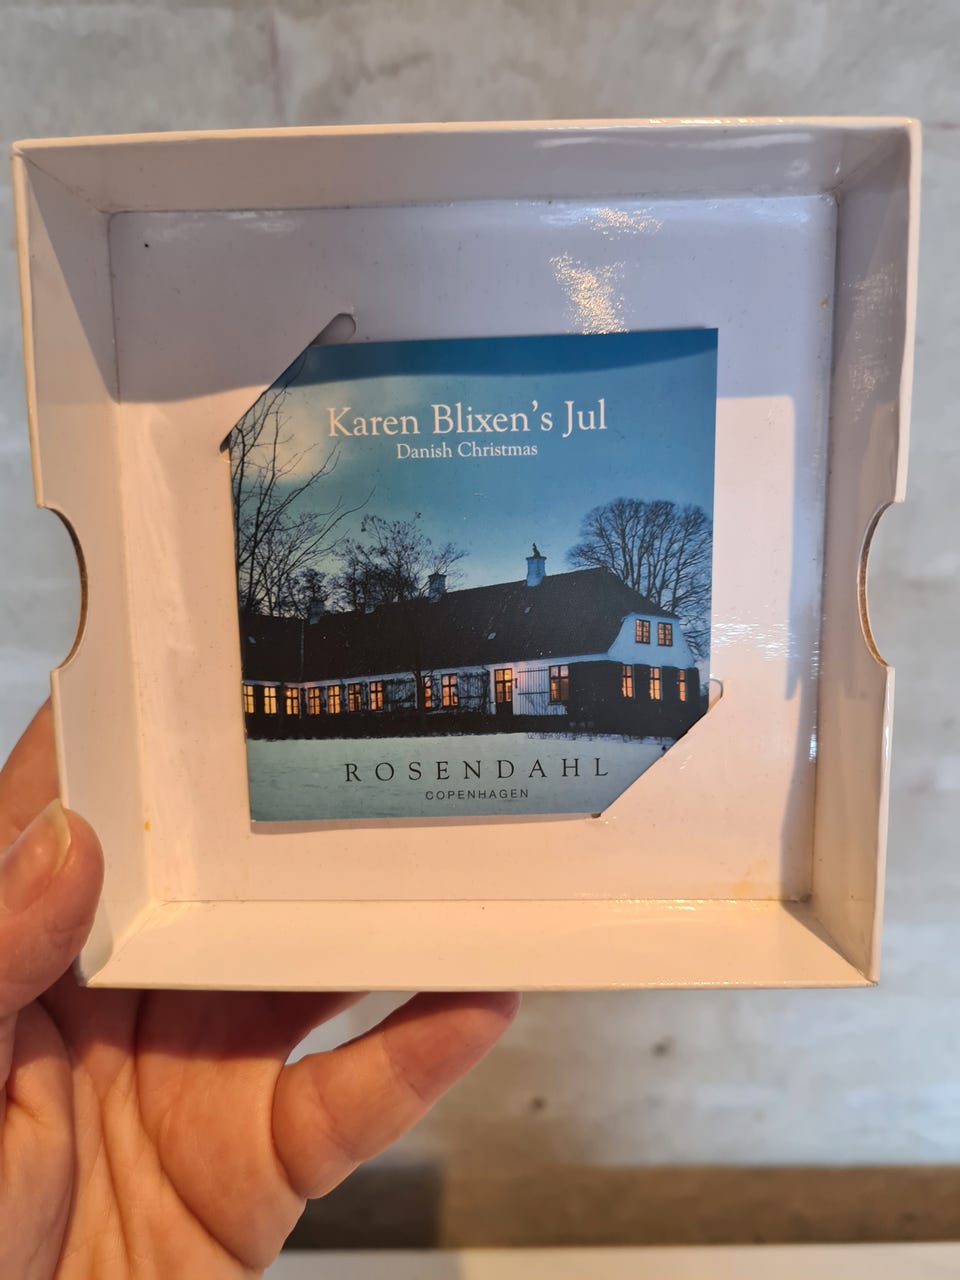 Karen Blixen's Jul
Danish Christmas
ROSENDAHL
COPENHAGEN